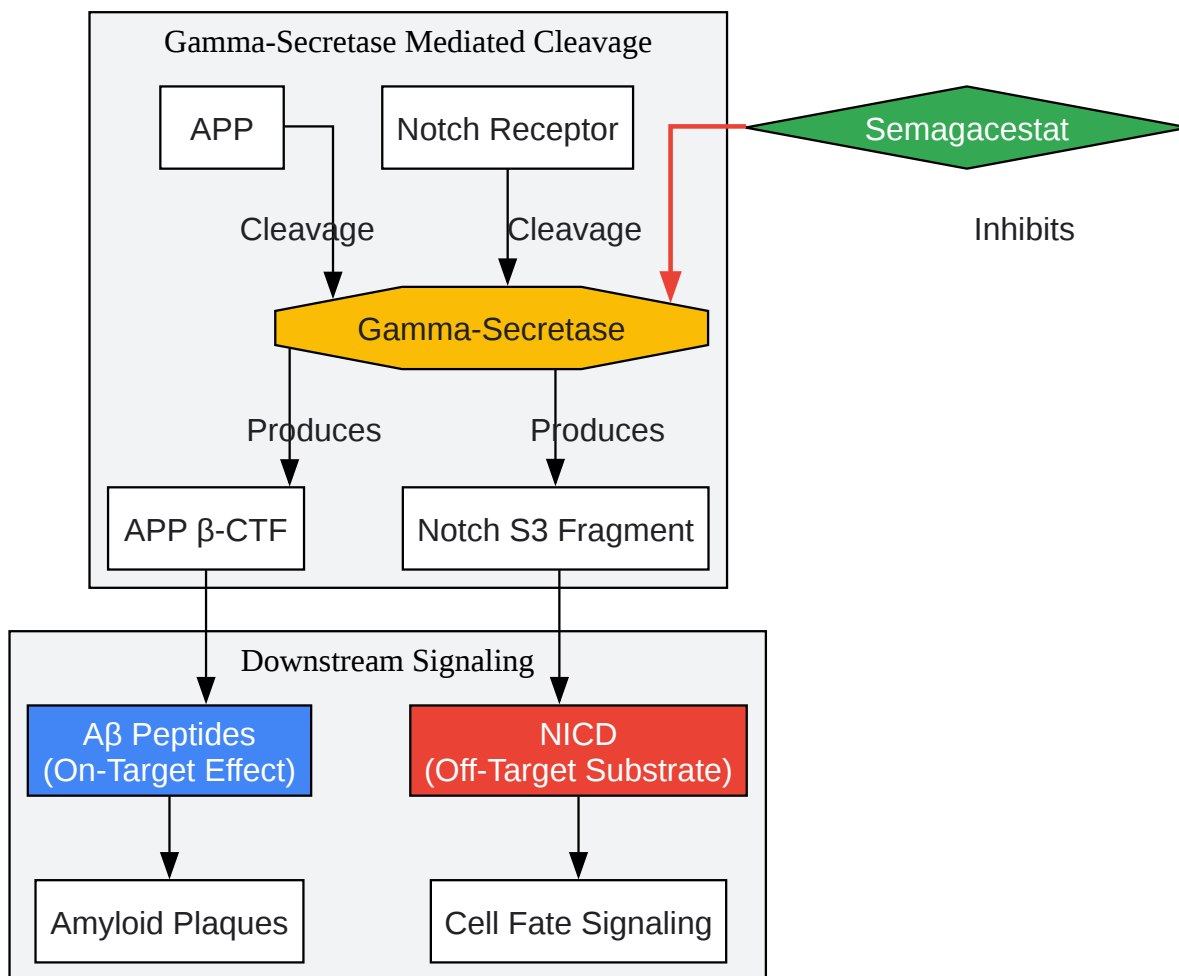 Gamma-Secretase Mediated Cleavage
APP
Notch Receptor
Semagacestat
Cleavage
Cleavage
Inhibits
Gamma-Secretase
Produces
Produces
APP β-CTF
Notch S3 Fragment
Downstream Signaling
Aβ Peptides
(On-Target Effect)
NICD
(Off-Target Substrate)
Amyloid Plaques
Cell Fate Signaling